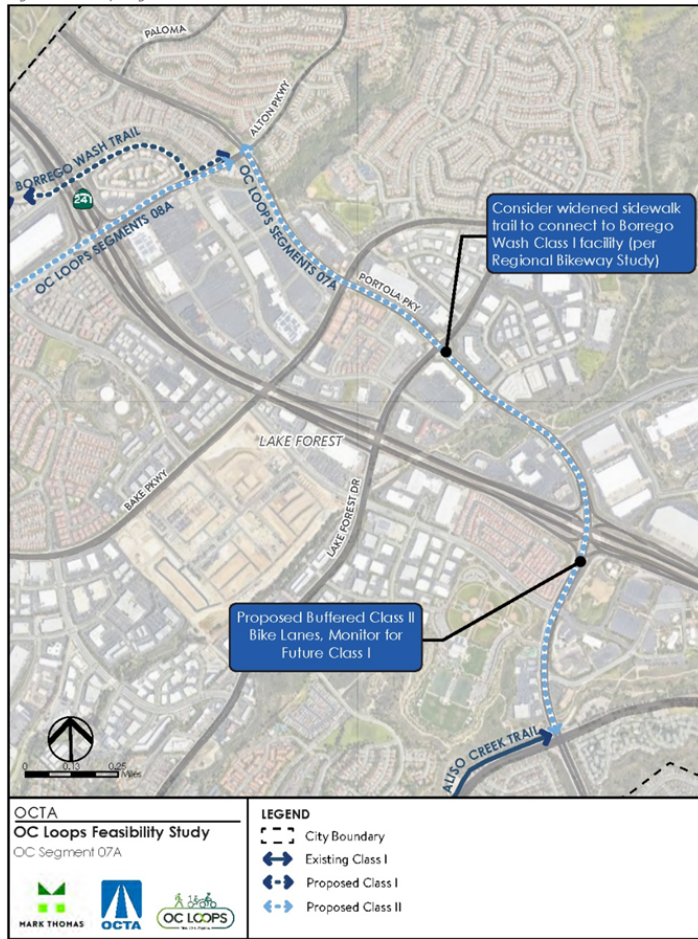 PALOMA
ALTON PKWY
BORREGO WASH TRAIL
241
OC LOOPS SEGMENTS 08A
OC LOOPS SEGMENTS 07A
Consider widened sidewalk
trail to connect to Borrego
Wash Class I facility (per
Regional Bikeway Study)
PORTOLA PKY
LAKE FOREST
BAKE PKWY
LAKE FOREST DR
Proposed Buffered Class II
Bike Lanes, Monitor for
Future Class I
ALISO CREEK TRAIL
0 0.13 0.25
Miles
OCTA
OC Loops Feasibility Study
OC Segment 07A
MARK THOMAS
OCTA
OC LOOPS
LEGEND
City Boundary
Existing Class I
Proposed Class I
Proposed Class II